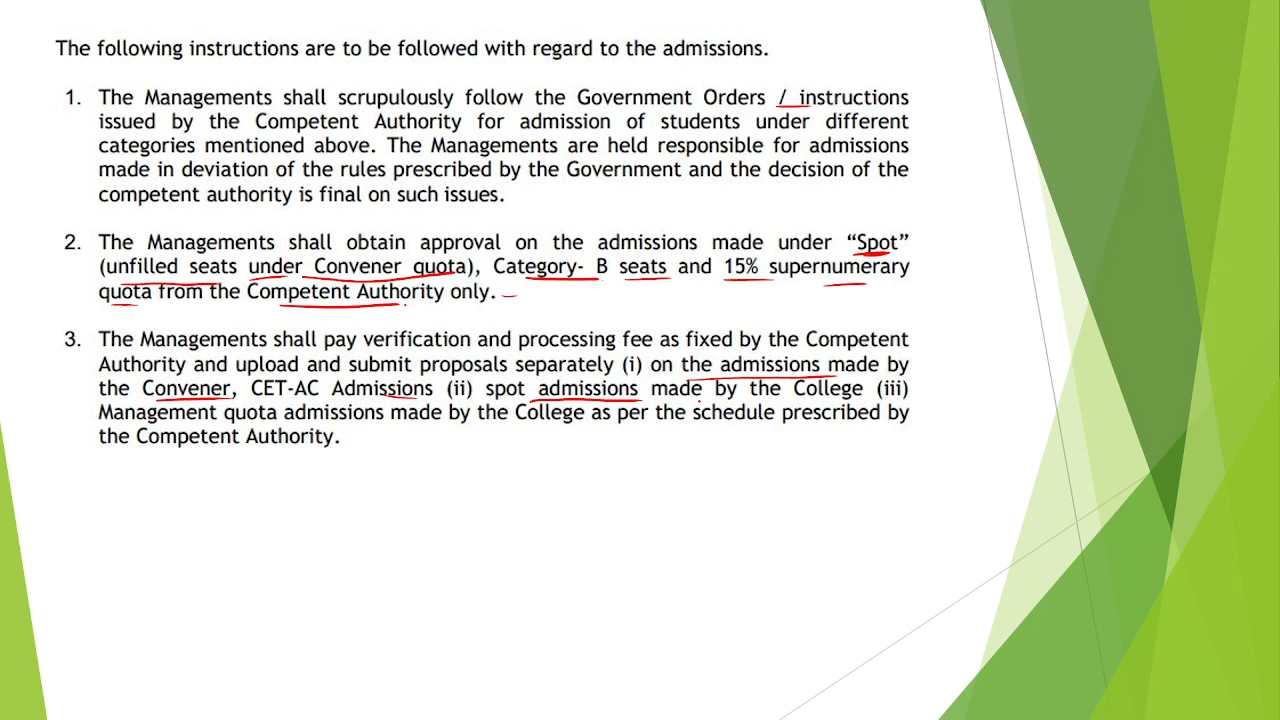 The following instructions are to be followed with regard to the admissions.
1. The Managements shall scrupulously follow the Government Orders / instructions
issued by the Competent Authority for admission of students under different
categories mentioned above. The Managements are held responsible for admissions
made in deviation of the rules prescribed by the Government and the decision of the
competent authority is final on such issues.
2. The Managements shall obtain approval on the admissions made under “Spot”
(unfilled seats under Convener quota), Category- B seats and 15% supernumerary
quota from the Competent Authority only.
3. The Managements shall pay verification and processing fee as fixed by the Competent
Authority and upload and submit proposals separately (i) on the admissions made by
the Convener, CET-AC Admissions (ii) spot admissions made by the College (iii)
Management quota admissions made by the College as per the schedule prescribed by
the Competent Authority.